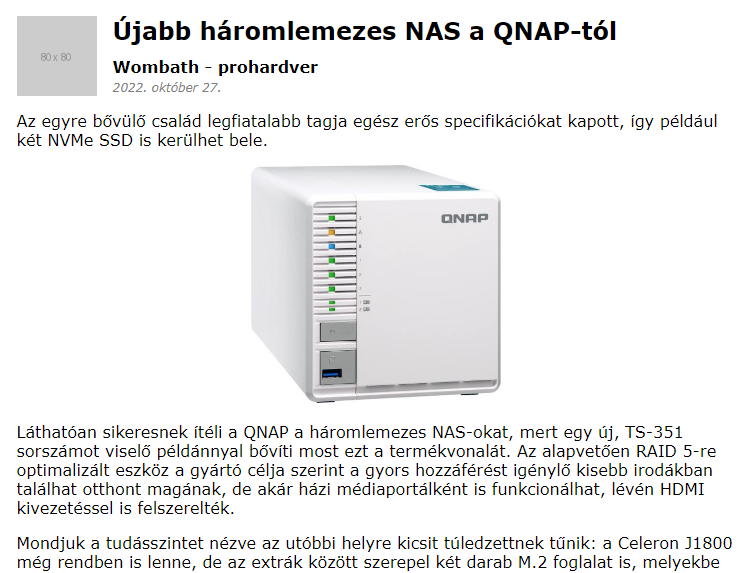 80 x 80
Újabb háromlemezes NAS a QNAP-tól
Wombath - prohardver
2022. október 27.
Az egyre bővülő család legfiatalabb tagja egész erős specifikációkat kapott, így például
két NVMe SSD is kerülhet bele.
QNAP
Láthatóan sikeresnek ítéli a QNAP a háromlemezes NAS-okat, mert egy új, TS-351
sorszámot viselő példánnyal bővíti most ezt a termékvonalát. Az alapvetően RAID 5-re
optimalizált eszköz a gyártó célja szerint a gyors hozzáférést igénylő kisebb irodákban
találhat otthont magának, de akár házi médiaportálként is funkcionálhat, lévén HDMI
kivezetéssel is felszerelték.
Mondjuk a tudásszintet nézve az utóbbi helyre kicsit túledzettnek tűnik: a Celeron J1800
még rendben is lenne, de az extrák között szerepel két darab M.2 foglalat is, melyekbe